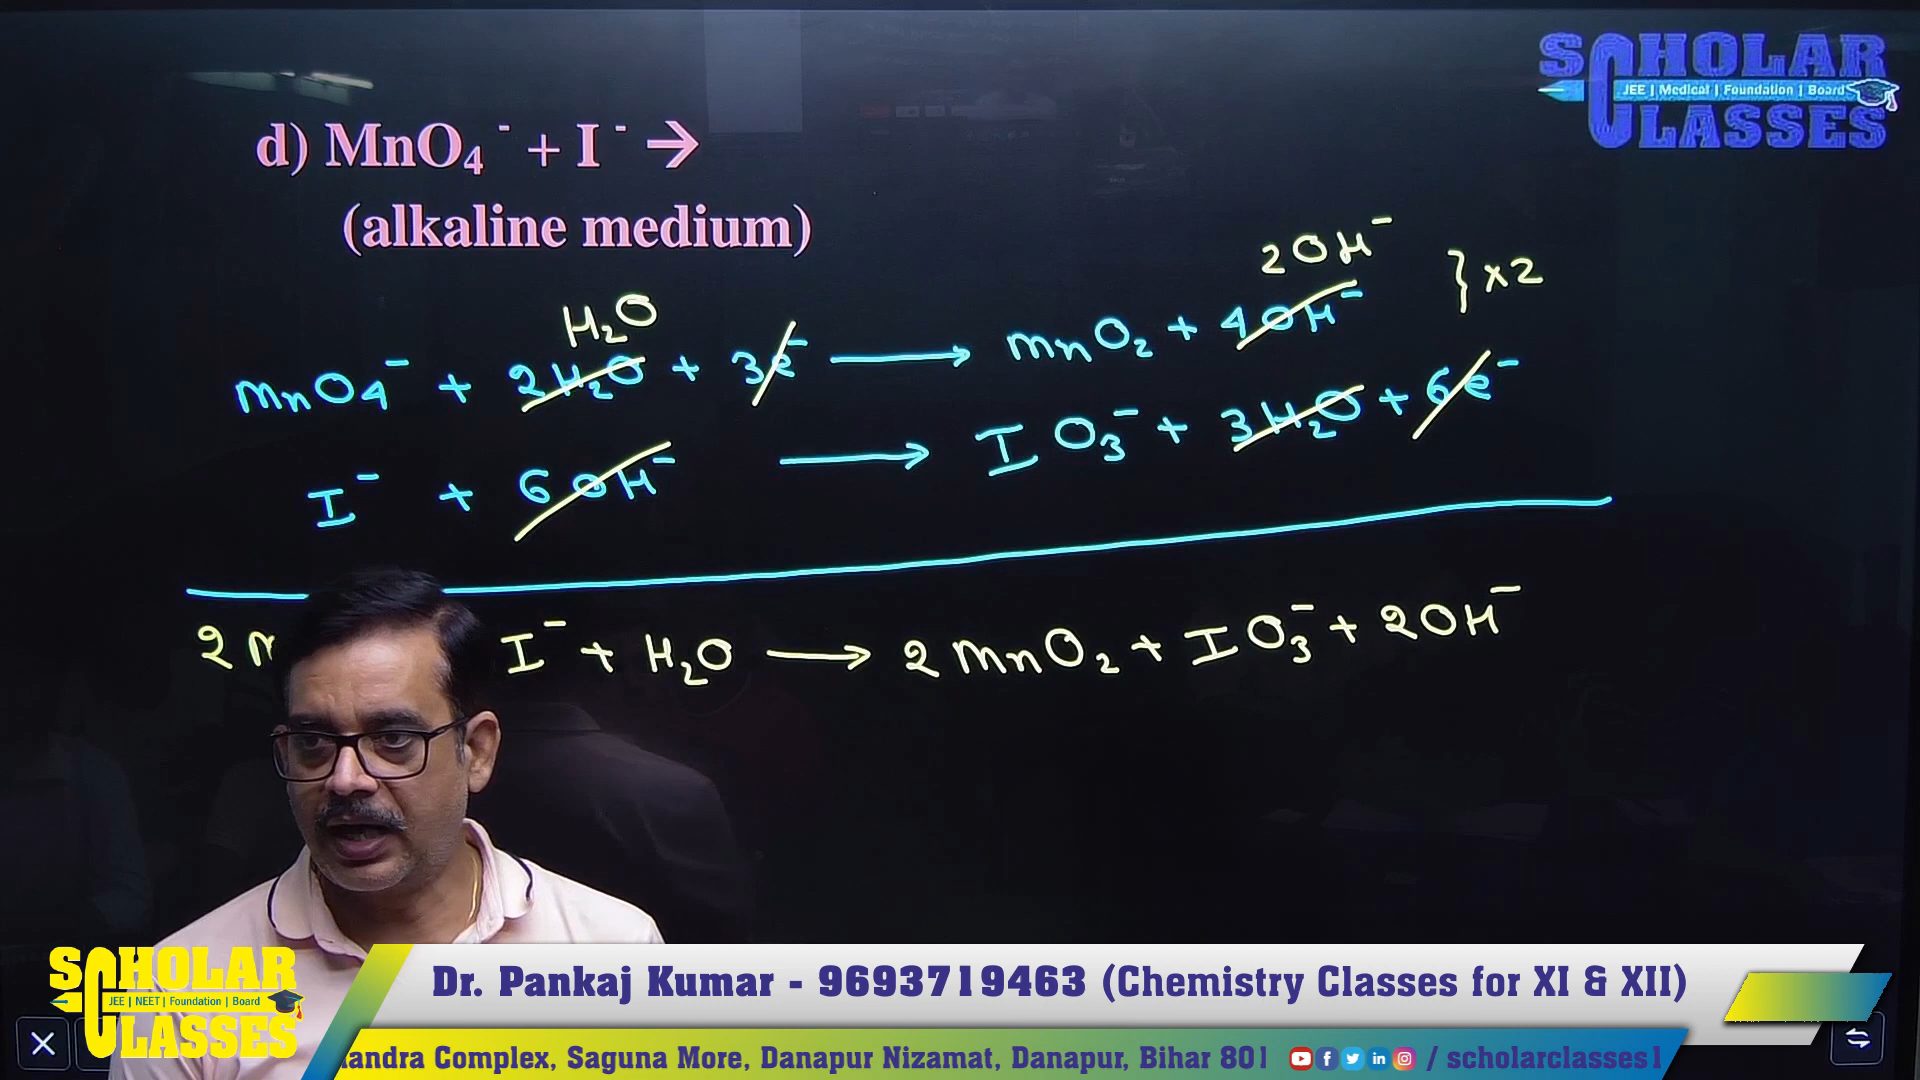 SCHOLAR
JEE | Medical | Foundation | Board
CLASSES
d) MnO₄⁻ + I⁻ →
(alkaline medium)
H₂O 2OH⁻
MnO₄⁻ + 2H₂O + 3e⁻ → MnO₂ + 4OH⁻ } x2
I⁻ + 6OH⁻ → IO₃⁻ + 3H₂O + 6e⁻
2 I⁻ + H₂O → 2MnO₂ + IO₃⁻ + 2OH⁻
SCHOLAR
JEE | NEET | Foundation | Board
CLASSES
Dr. Pankaj Kumar - 9693719463 (Chemistry Classes for XI & XII)
andra Complex, Saguna More, Danapur Nizamat, Danapur, Bihar 801 / scholarclasses1